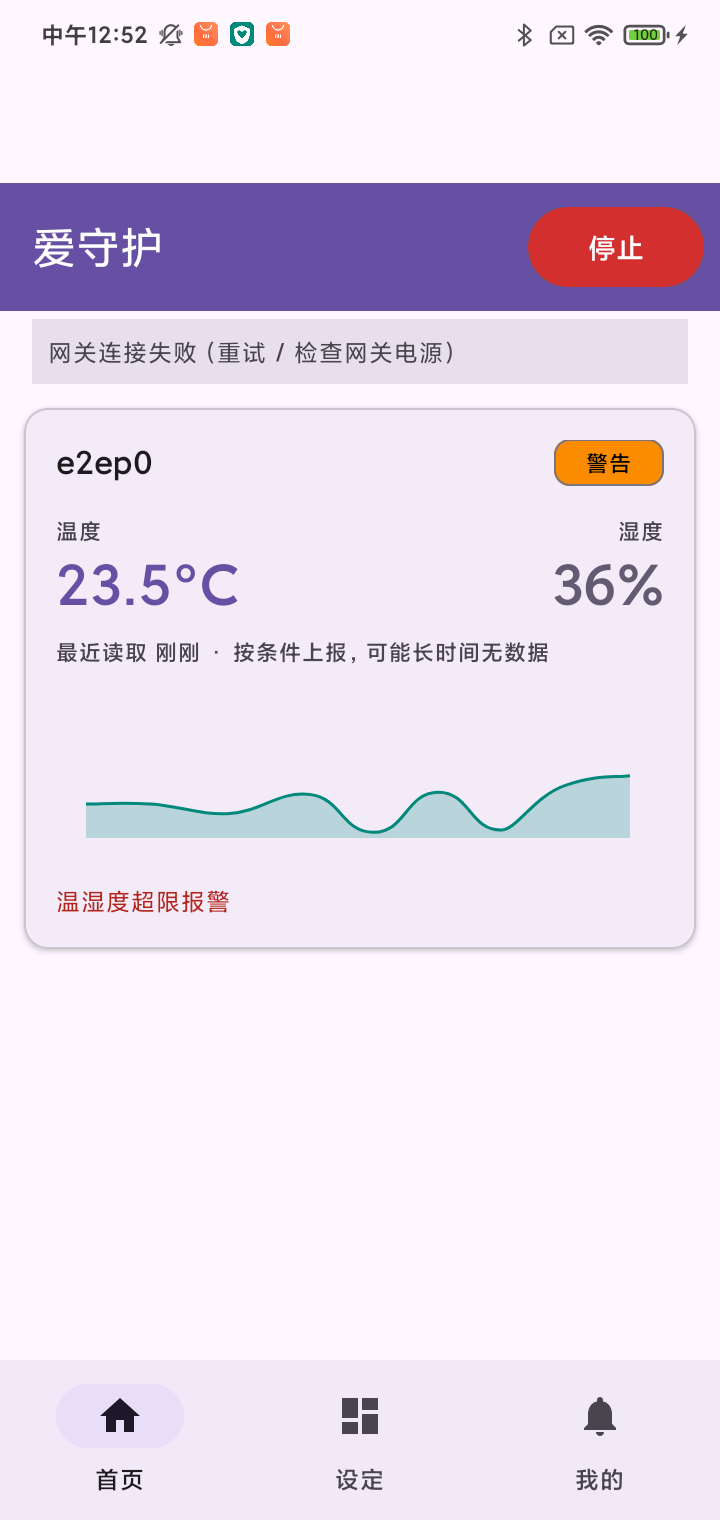 中午12:52
100
爱守护
停止
网关连接失败 (重试 / 检查网关电源)
e2ep0
警告
温度
湿度
23.5°C
36%
最近读取 刚刚 · 按条件上报, 可能长时间无数据
温湿度超限报警
首页
设定
我的